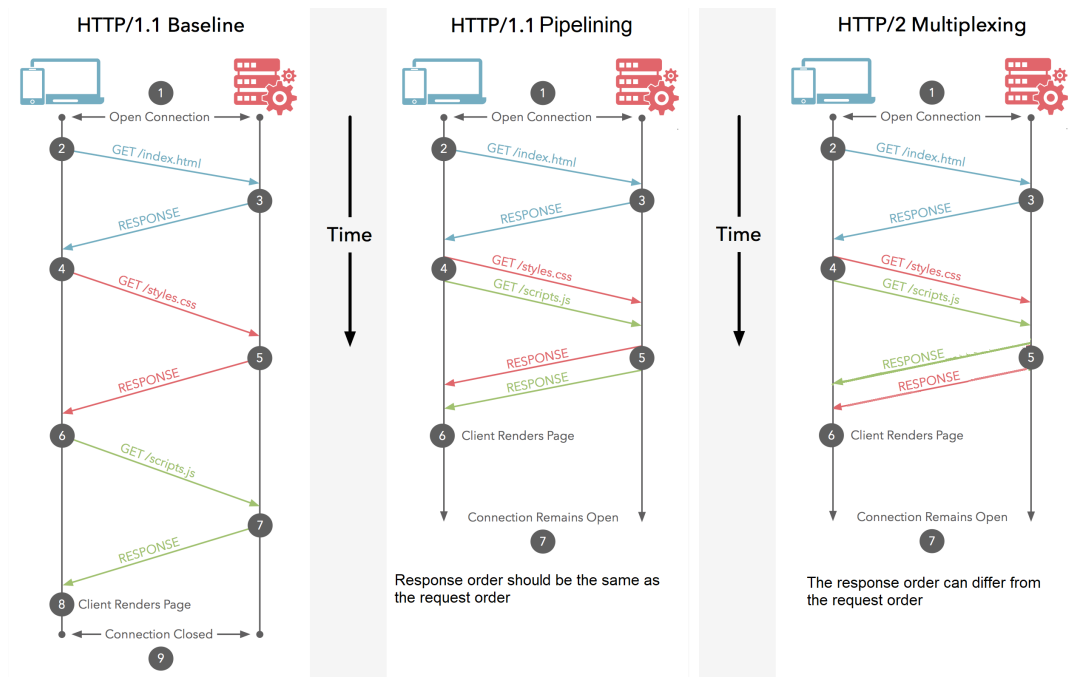 HTTP/1.1 Baseline
1
Open Connection
2
GET /index.html
3
RESPONSE
4
GET /styles.css
5
RESPONSE
6
GET /scripts.js
7
RESPONSE
8
Client Renders Page
Connection Closed
9
Time
HTTP/1.1 Pipelining
1
Open Connection
2
GET /index.html
3
RESPONSE
4
GET /styles.css
GET /scripts.js
5
RESPONSE
RESPONSE
6
Client Renders Page
Connection Remains Open
7
Response order should be the same as
the request order
Time
HTTP/2 Multiplexing
1
Open Connection
2
GET /index.html
3
RESPONSE
4
GET /styles.css
GET /scripts.js
5
RESPONSE
RESPONSE
6
Client Renders Page
Connection Remains Open
7
The response order can differ from
the request order